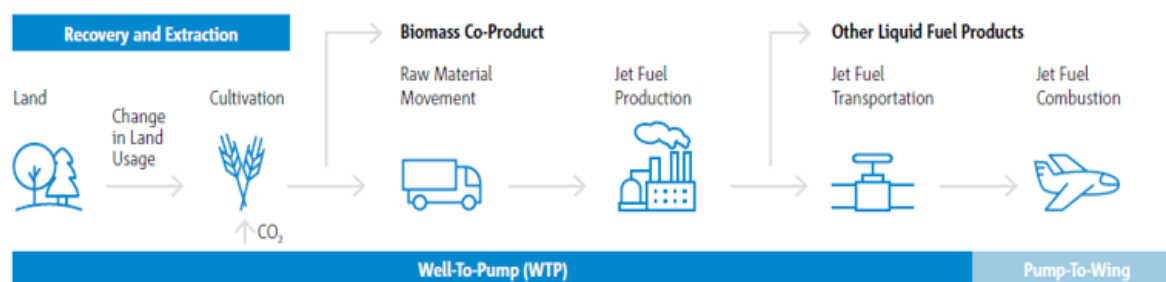 Recovery and Extraction
Biomass Co-Product
Other Liquid Fuel Products
Land
Change
in Land
Usage
Cultivation
CO₂
Raw Material
Movement
Jet Fuel
Production
Jet Fuel
Transportation
Jet Fuel
Combustion
Well-To-Pump (WTP)
Pump-To-Wing